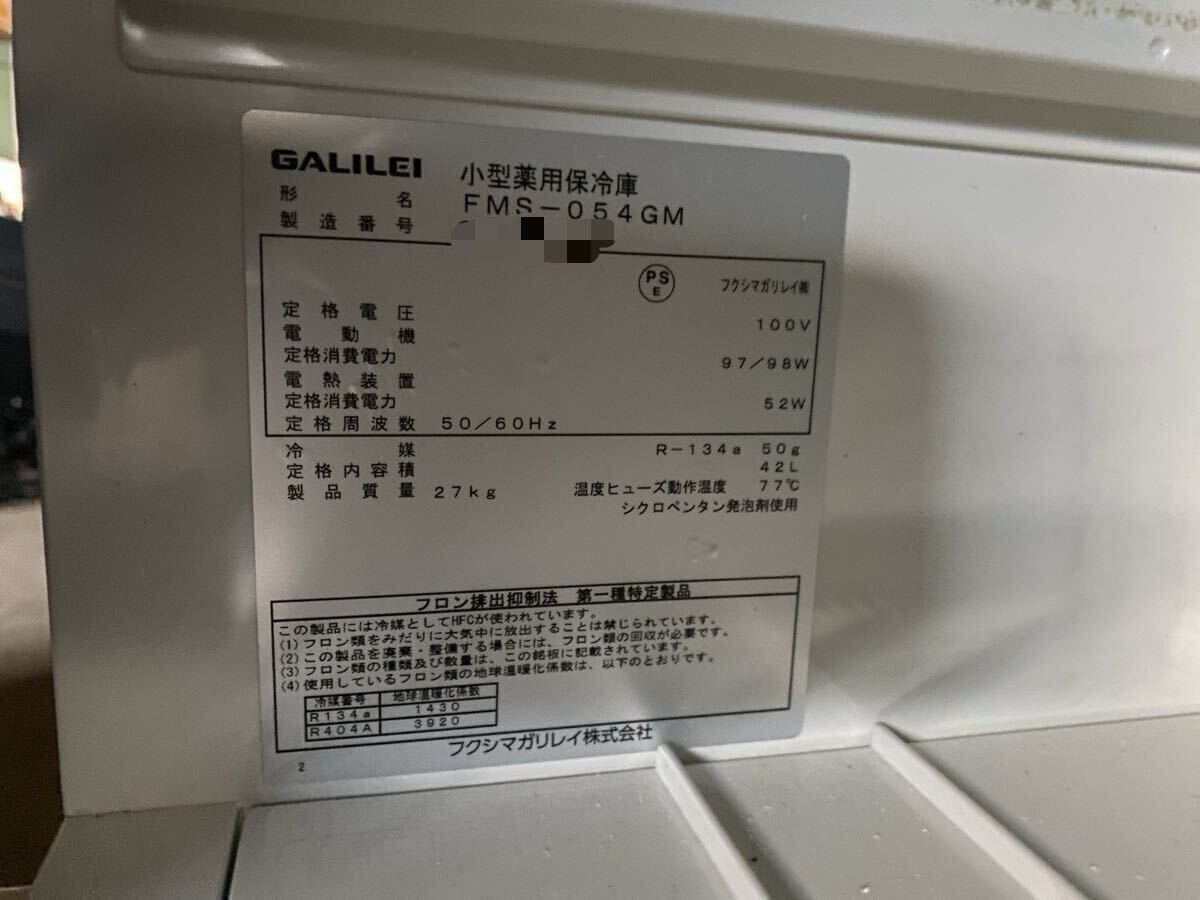 GALILEI 小型薬用保冷庫
形名 FMS-054GM
製造番号
PS E フクシマガリレイ㈱
定格電圧 100V
電動機
定格消費電力 97/98W
電熱装置
定格消費電力 52W
定格周波数 50/60Hz
冷媒 R-134a 50g
定格内容積 42L
製品質量 27kg 温度ヒューズ動作温度 77℃
シクロペンタン発泡剤使用
フロン排出抑制法 第一種特定製品
この製品には冷媒としてHFCが使われています。
(1)フロン類をみだりに大気中に放出することは禁じられています。
(2)この製品を廃棄・整備する場合には、フロン類の回収が必要です。
(3)フロン類の種類及び数量は、この銘板に記載されています。
(4)使用しているフロン類の地球温暖化係数は、以下のとおりです。
冷媒番号 地球温暖化係数
R134a 1430
R404A 3920
フクシマガリレイ株式会社
2